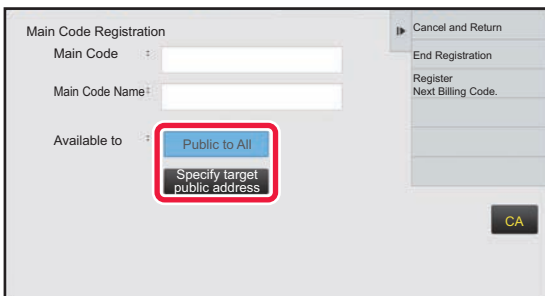 Main Code Registration
Main Code :
Main Code Name:
Available to :
Public to All
Specify target
public address
Cancel and Return
End Registration
Register
Next Billing Code.
CA